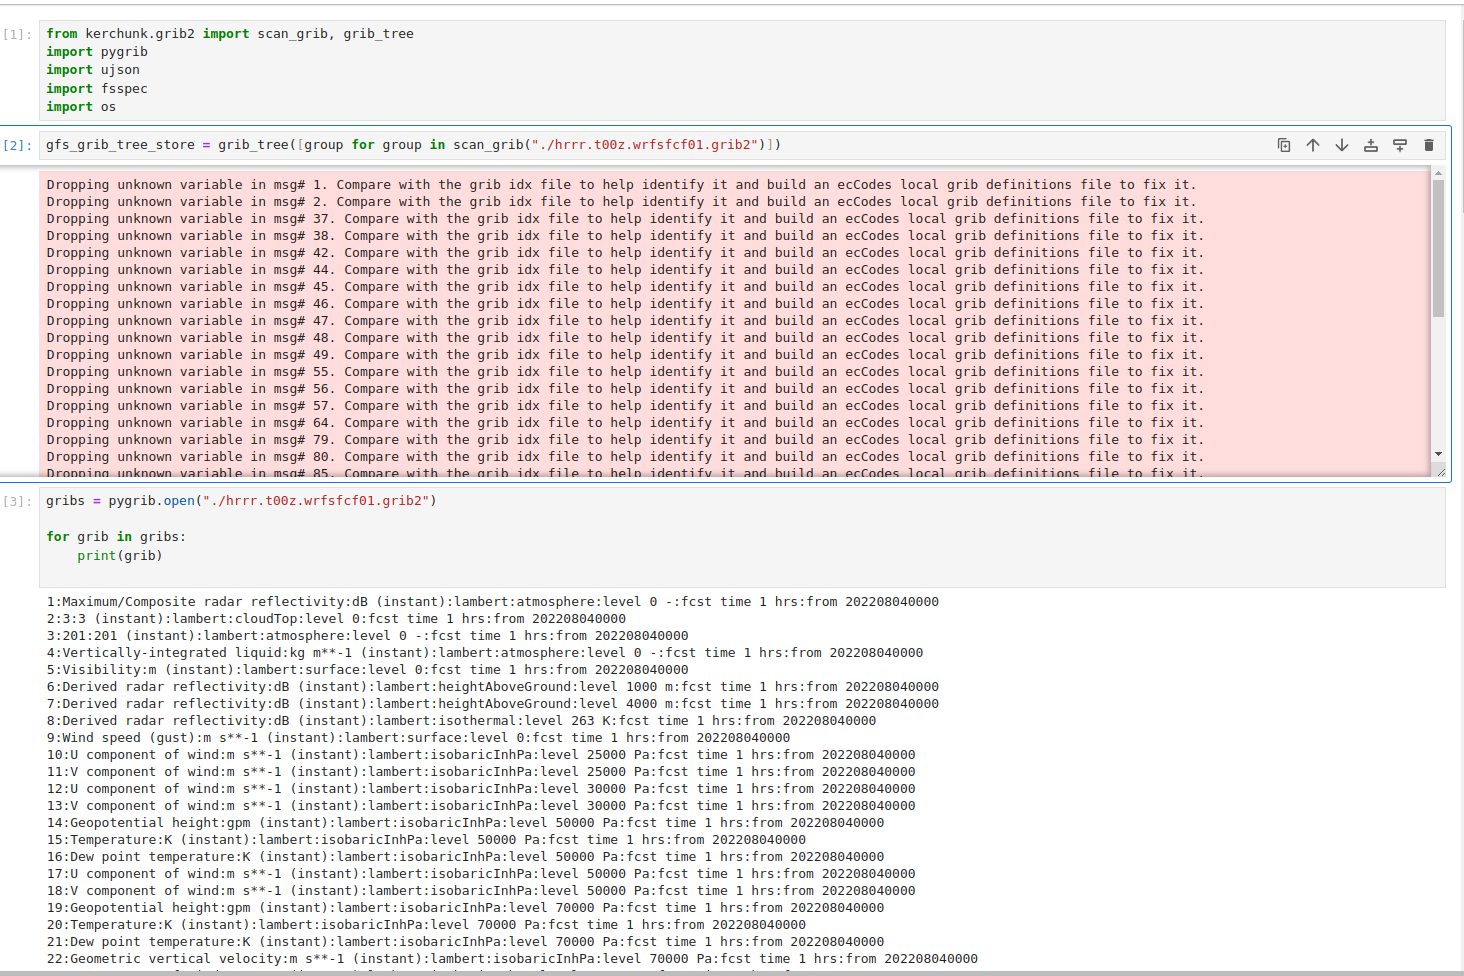 [1]:
from kerchunk.grib2 import scan_grib, grib_tree
import pygrib
import ujson
import fsspec
import os
[2]:
gfs_grib_tree_store = grib_tree([group for group in scan_grib("./hrrr.t00z.wrfsfcf01.grib2")])
Dropping unknown variable in msg# 1. Compare with the grib idx file to help identify it and build an ecCodes local grib definitions file to fix it.
Dropping unknown variable in msg# 2. Compare with the grib idx file to help identify it and build an ecCodes local grib definitions file to fix it.
Dropping unknown variable in msg# 37. Compare with the grib idx file to help identify it and build an ecCodes local grib definitions file to fix it.
Dropping unknown variable in msg# 38. Compare with the grib idx file to help identify it and build an ecCodes local grib definitions file to fix it.
Dropping unknown variable in msg# 42. Compare with the grib idx file to help identify it and build an ecCodes local grib definitions file to fix it.
Dropping unknown variable in msg# 44. Compare with the grib idx file to help identify it and build an ecCodes local grib definitions file to fix it.
Dropping unknown variable in msg# 45. Compare with the grib idx file to help identify it and build an ecCodes local grib definitions file to fix it.
Dropping unknown variable in msg# 46. Compare with the grib idx file to help identify it and build an ecCodes local grib definitions file to fix it.
Dropping unknown variable in msg# 47. Compare with the grib idx file to help identify it and build an ecCodes local grib definitions file to fix it.
Dropping unknown variable in msg# 48. Compare with the grib idx file to help identify it and build an ecCodes local grib definitions file to fix it.
Dropping unknown variable in msg# 49. Compare with the grib idx file to help identify it and build an ecCodes local grib definitions file to fix it.
Dropping unknown variable in msg# 55. Compare with the grib idx file to help identify it and build an ecCodes local grib definitions file to fix it.
Dropping unknown variable in msg# 56. Compare with the grib idx file to help identify it and build an ecCodes local grib definitions file to fix it.
Dropping unknown variable in msg# 57. Compare with the grib idx file to help identify it and build an ecCodes local grib definitions file to fix it.
Dropping unknown variable in msg# 64. Compare with the grib idx file to help identify it and build an ecCodes local grib definitions file to fix it.
Dropping unknown variable in msg# 79. Compare with the grib idx file to help identify it and build an ecCodes local grib definitions file to fix it.
Dropping unknown variable in msg# 80. Compare with the grib idx file to help identify it and build an ecCodes local grib definitions file to fix it.
Dropping unknown variable in msg# 85. Compare with the grib idx file to help identify it and build an ecCodes local grib definitions file to fix it.
[3]:
gribs = pygrib.open("./hrrr.t00z.wrfsfcf01.grib2")
for grib in gribs:
    print(grib)
1:Maximum/Composite radar reflectivity:dB (instant):lambert:atmosphere:level 0 -:fcst time 1 hrs:from 202208040000
2:3:3 (instant):lambert:cloudTop:level 0:fcst time 1 hrs:from 202208040000
3:201:201 (instant):lambert:atmosphere:level 0 -:fcst time 1 hrs:from 202208040000
4:Vertically-integrated liquid:kg m**-1 (instant):lambert:atmosphere:level 0 -:fcst time 1 hrs:from 202208040000
5:Visibility:m (instant):lambert:surface:level 0:fcst time 1 hrs:from 202208040000
6:Derived radar reflectivity:dB (instant):lambert:heightAboveGround:level 1000 m:fcst time 1 hrs:from 202208040000
7:Derived radar reflectivity:dB (instant):lambert:heightAboveGround:level 4000 m:fcst time 1 hrs:from 202208040000
8:Derived radar reflectivity:dB (instant):lambert:isothermal:level 263 K:fcst time 1 hrs:from 202208040000
9:Wind speed (gust):m s**-1 (instant):lambert:surface:level 0:fcst time 1 hrs:from 202208040000
10:U component of wind:m s**-1 (instant):lambert:isobaricInhPa:level 25000 Pa:fcst time 1 hrs:from 202208040000
11:V component of wind:m s**-1 (instant):lambert:isobaricInhPa:level 25000 Pa:fcst time 1 hrs:from 202208040000
12:U component of wind:m s**-1 (instant):lambert:isobaricInhPa:level 30000 Pa:fcst time 1 hrs:from 202208040000
13:V component of wind:m s**-1 (instant):lambert:isobaricInhPa:level 30000 Pa:fcst time 1 hrs:from 202208040000
14:Geopotential height:gpm (instant):lambert:isobaricInhPa:level 50000 Pa:fcst time 1 hrs:from 202208040000
15:Temperature:K (instant):lambert:isobaricInhPa:level 50000 Pa:fcst time 1 hrs:from 202208040000
16:Dew point temperature:K (instant):lambert:isobaricInhPa:level 50000 Pa:fcst time 1 hrs:from 202208040000
17:U component of wind:m s**-1 (instant):lambert:isobaricInhPa:level 50000 Pa:fcst time 1 hrs:from 202208040000
18:V component of wind:m s**-1 (instant):lambert:isobaricInhPa:level 50000 Pa:fcst time 1 hrs:from 202208040000
19:Geopotential height:gpm (instant):lambert:isobaricInhPa:level 70000 Pa:fcst time 1 hrs:from 202208040000
20:Temperature:K (instant):lambert:isobaricInhPa:level 70000 Pa:fcst time 1 hrs:from 202208040000
21:Dew point temperature:K (instant):lambert:isobaricInhPa:level 70000 Pa:fcst time 1 hrs:from 202208040000
22:Geometric vertical velocity:m s**-1 (instant):lambert:isobaricInhPa:level 70000 Pa:fcst time 1 hrs:from 202208040000